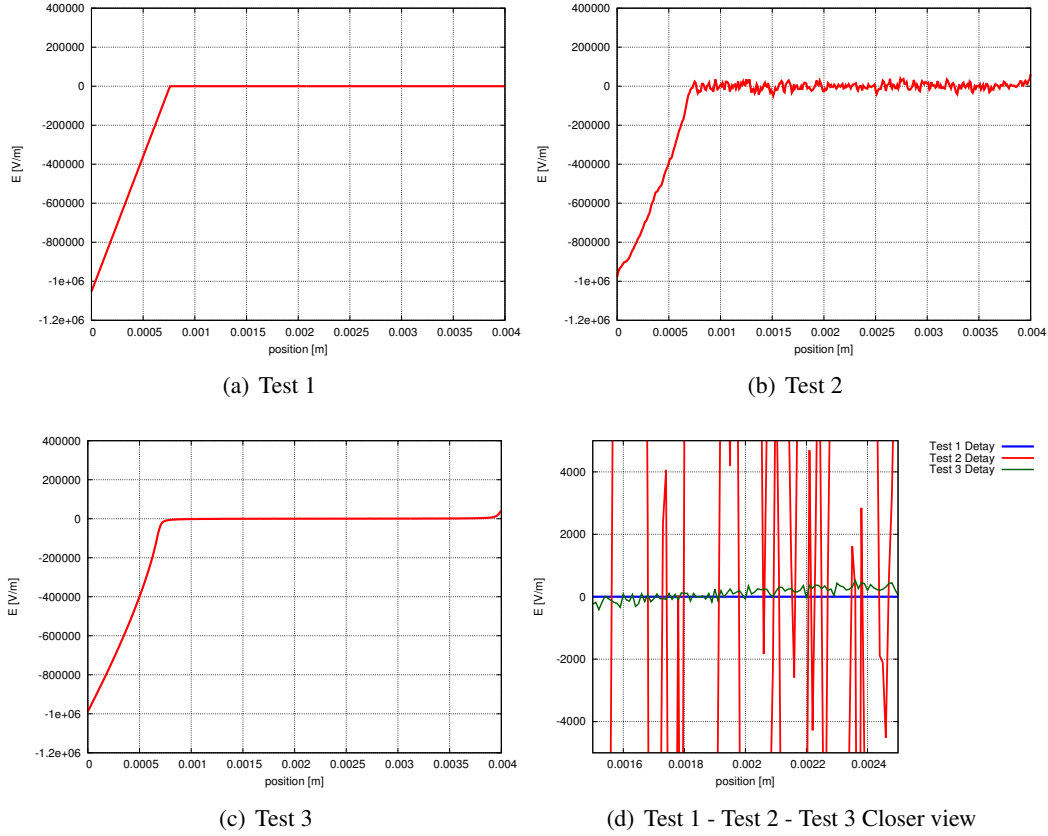 400000
200000
0
-200000
-400000
-600000
-800000
-1e+06
-1.2e+06
E [V/m]
0 0.0005 0.001 0.0015 0.002 0.0025 0.003 0.0035 0.004
position [m]
(a) Test 1
400000
200000
0
-200000
-400000
-600000
-800000
-1e+06
-1.2e+06
E [V/m]
0 0.0005 0.001 0.0015 0.002 0.0025 0.003 0.0035 0.004
position [m]
(b) Test 2
400000
200000
0
-200000
-400000
-600000
-800000
-1e+06
-1.2e+06
E [V/m]
0 0.0005 0.001 0.0015 0.002 0.0025 0.003 0.0035 0.004
position [m]
(c) Test 3
4000
2000
0
-2000
-4000
E [V/m]
0.0016 0.0018 0.002 0.0022 0.0024
position [m]
Test 1 Detay
Test 2 Detay
Test 3 Detay
(d) Test 1 - Test 2 - Test 3 Closer view